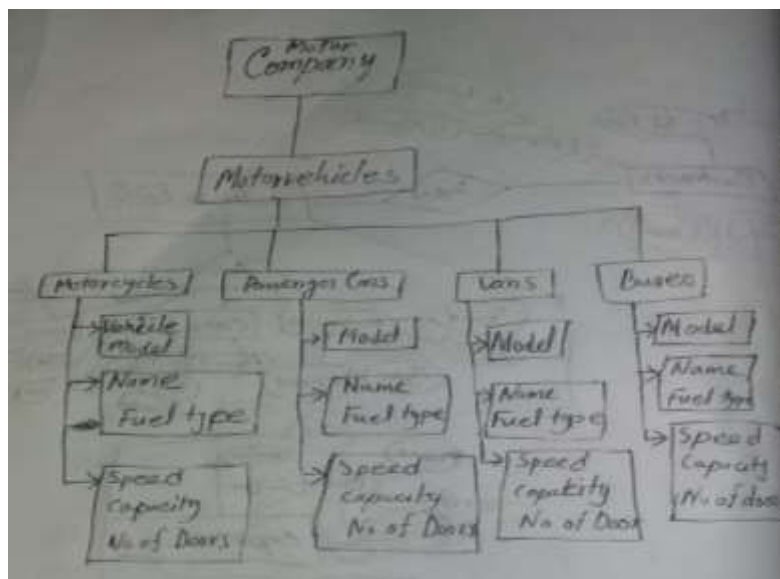 Motor
Company
Motorvehicles
Motorcycles
Passenger Cars
Vans
Buses
Model
Name
Fuel type
Speed
capacity
No of Doors
Model
Name
Fuel type
Speed
capacity
No of Doors
Model
Name
Fuel type
Speed
capakity
No of Doors
Model
Name
Fuel type
Speed
Capacity
No of doors